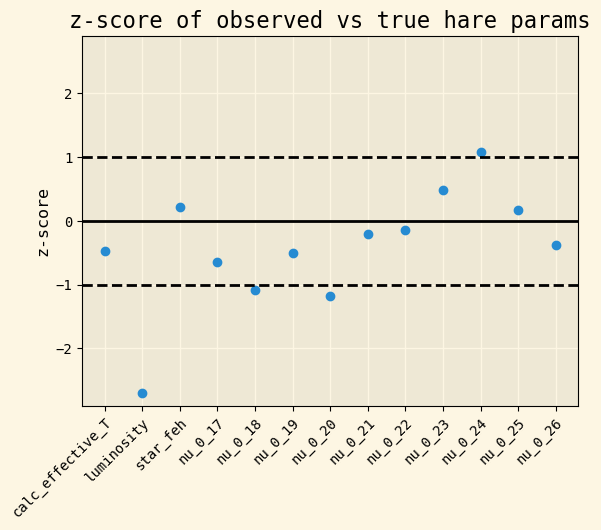 z-score of observed vs true hare params
z-score
2
1
0
−1
−2
calc_effective_T
luminosity
star_feh
nu_0_17
nu_0_18
nu_0_19
nu_0_20
nu_0_21
nu_0_22
nu_0_23
nu_0_24
nu_0_25
nu_0_26